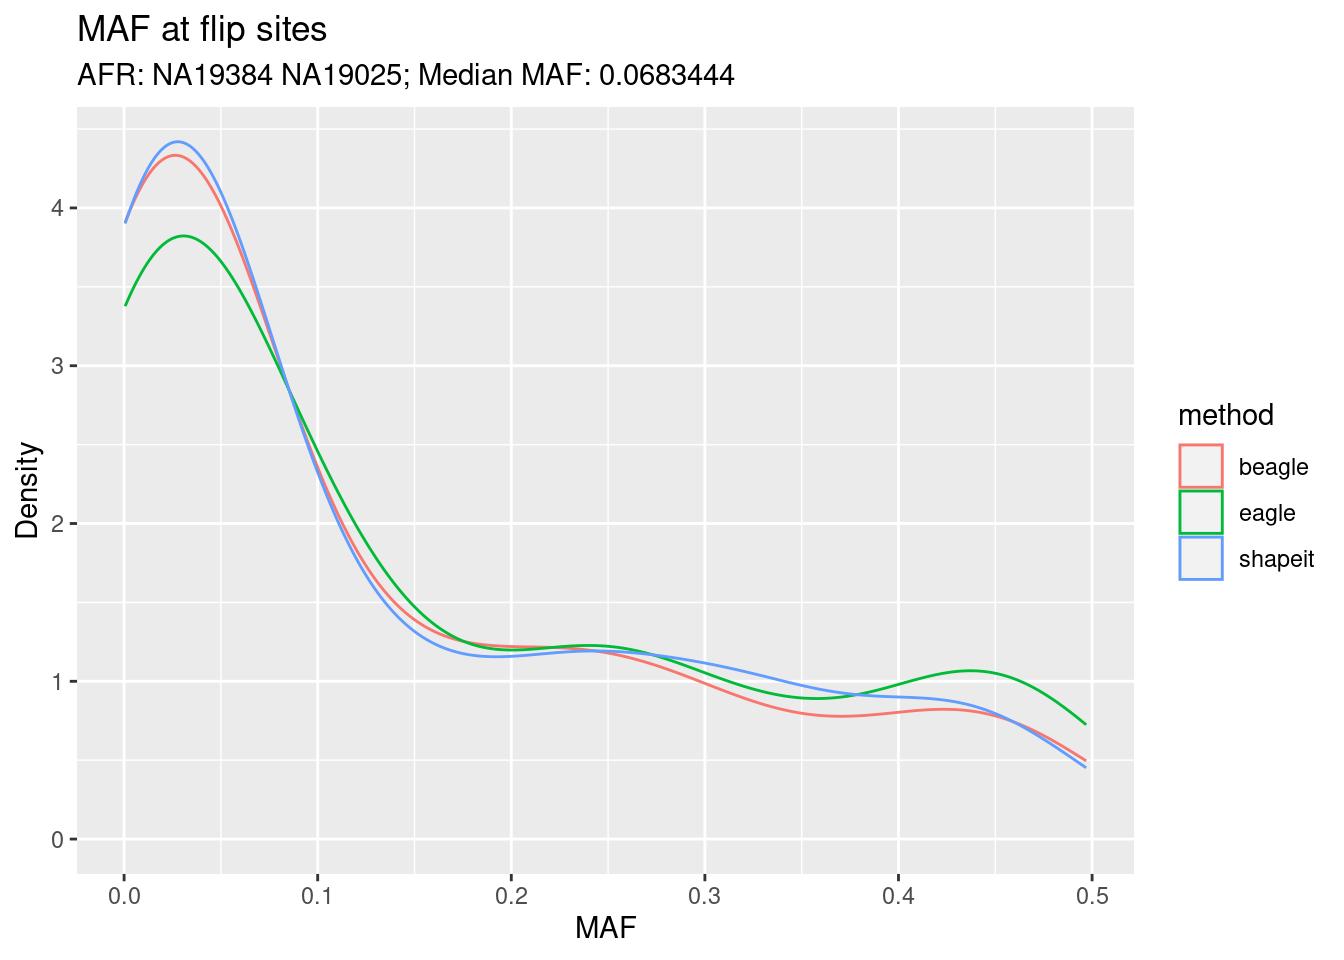 MAF at flip sites
AFR: NA19384 NA19025; Median MAF: 0.0683444
Density
4
3
2
1
0
0.0 0.1 0.2 0.3 0.4 0.5
MAF
method
beagle
eagle
shapeit